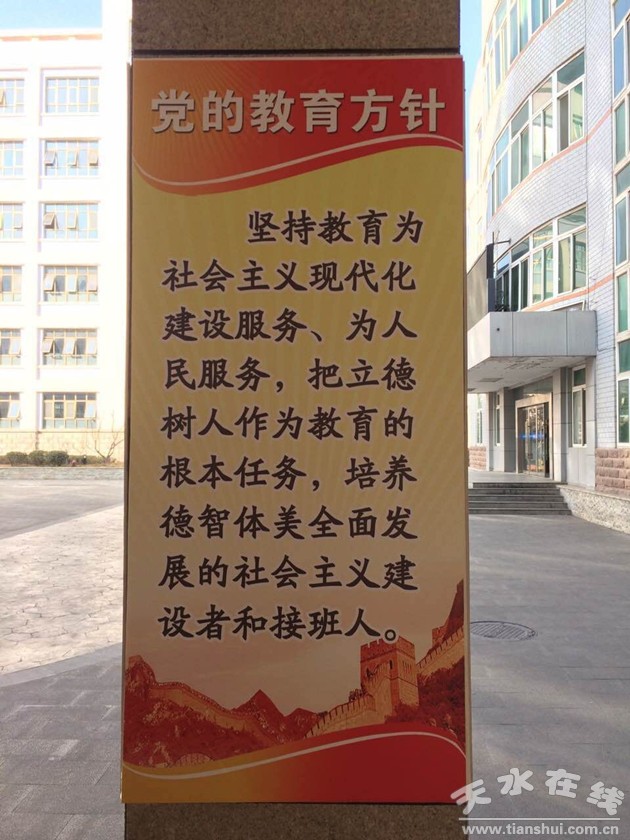 党的教育方针
坚持教育为
社会主义现代化
建设服务、为人
民服务，把立德
树人作为教育的
根本任务，培养
德智体美全面发
展的社会主义建
设者和接班人。
天水在线
www.tianshui.com.cn